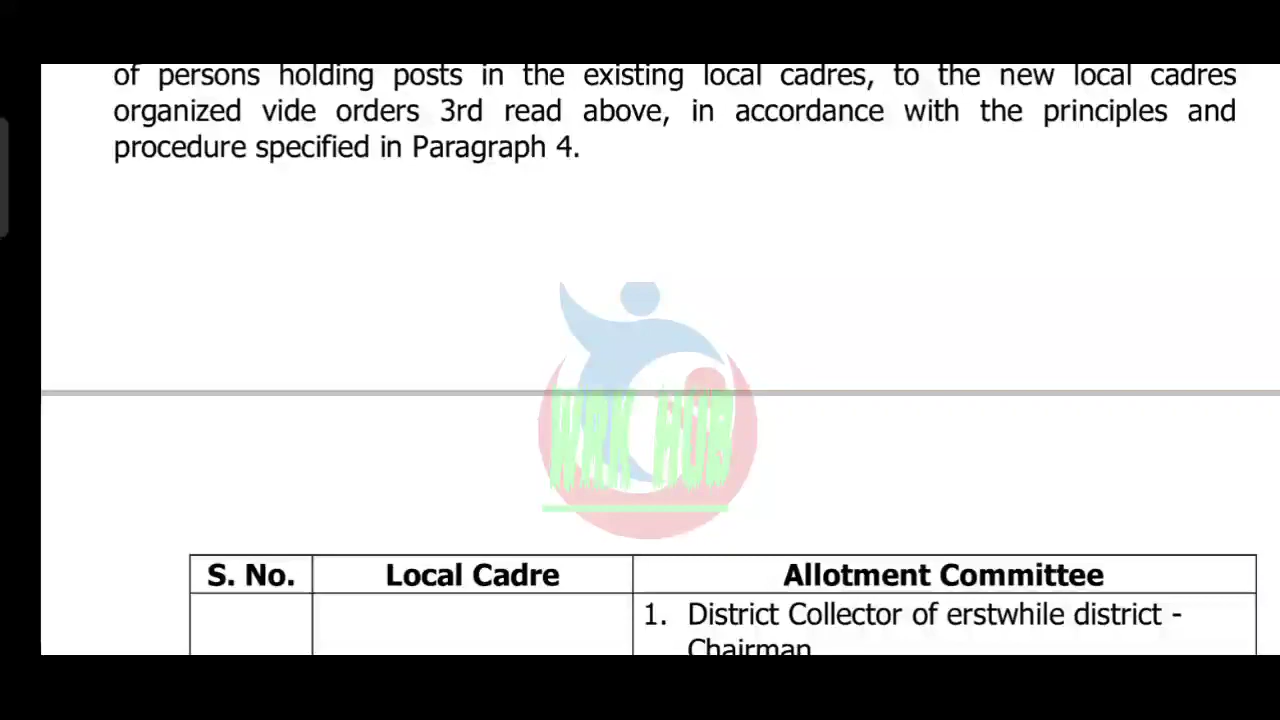 of persons holding posts in the existing local cadres, to the new local cadres
organized vide orders 3rd read above, in accordance with the principles and
procedure specified in Paragraph 4.
WRK HUB
S. No. Local Cadre Allotment Committee
1. District Collector of erstwhile district -
Chairman